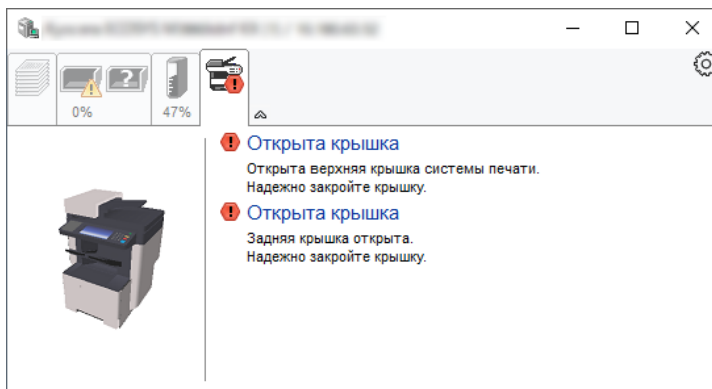 0%
47%
Открыта крышка
Открыта верхняя крышка системы печати.
Надежно закройте крышку.
Открыта крышка
Задняя крышка открыта.
Надежно закройте крышку.